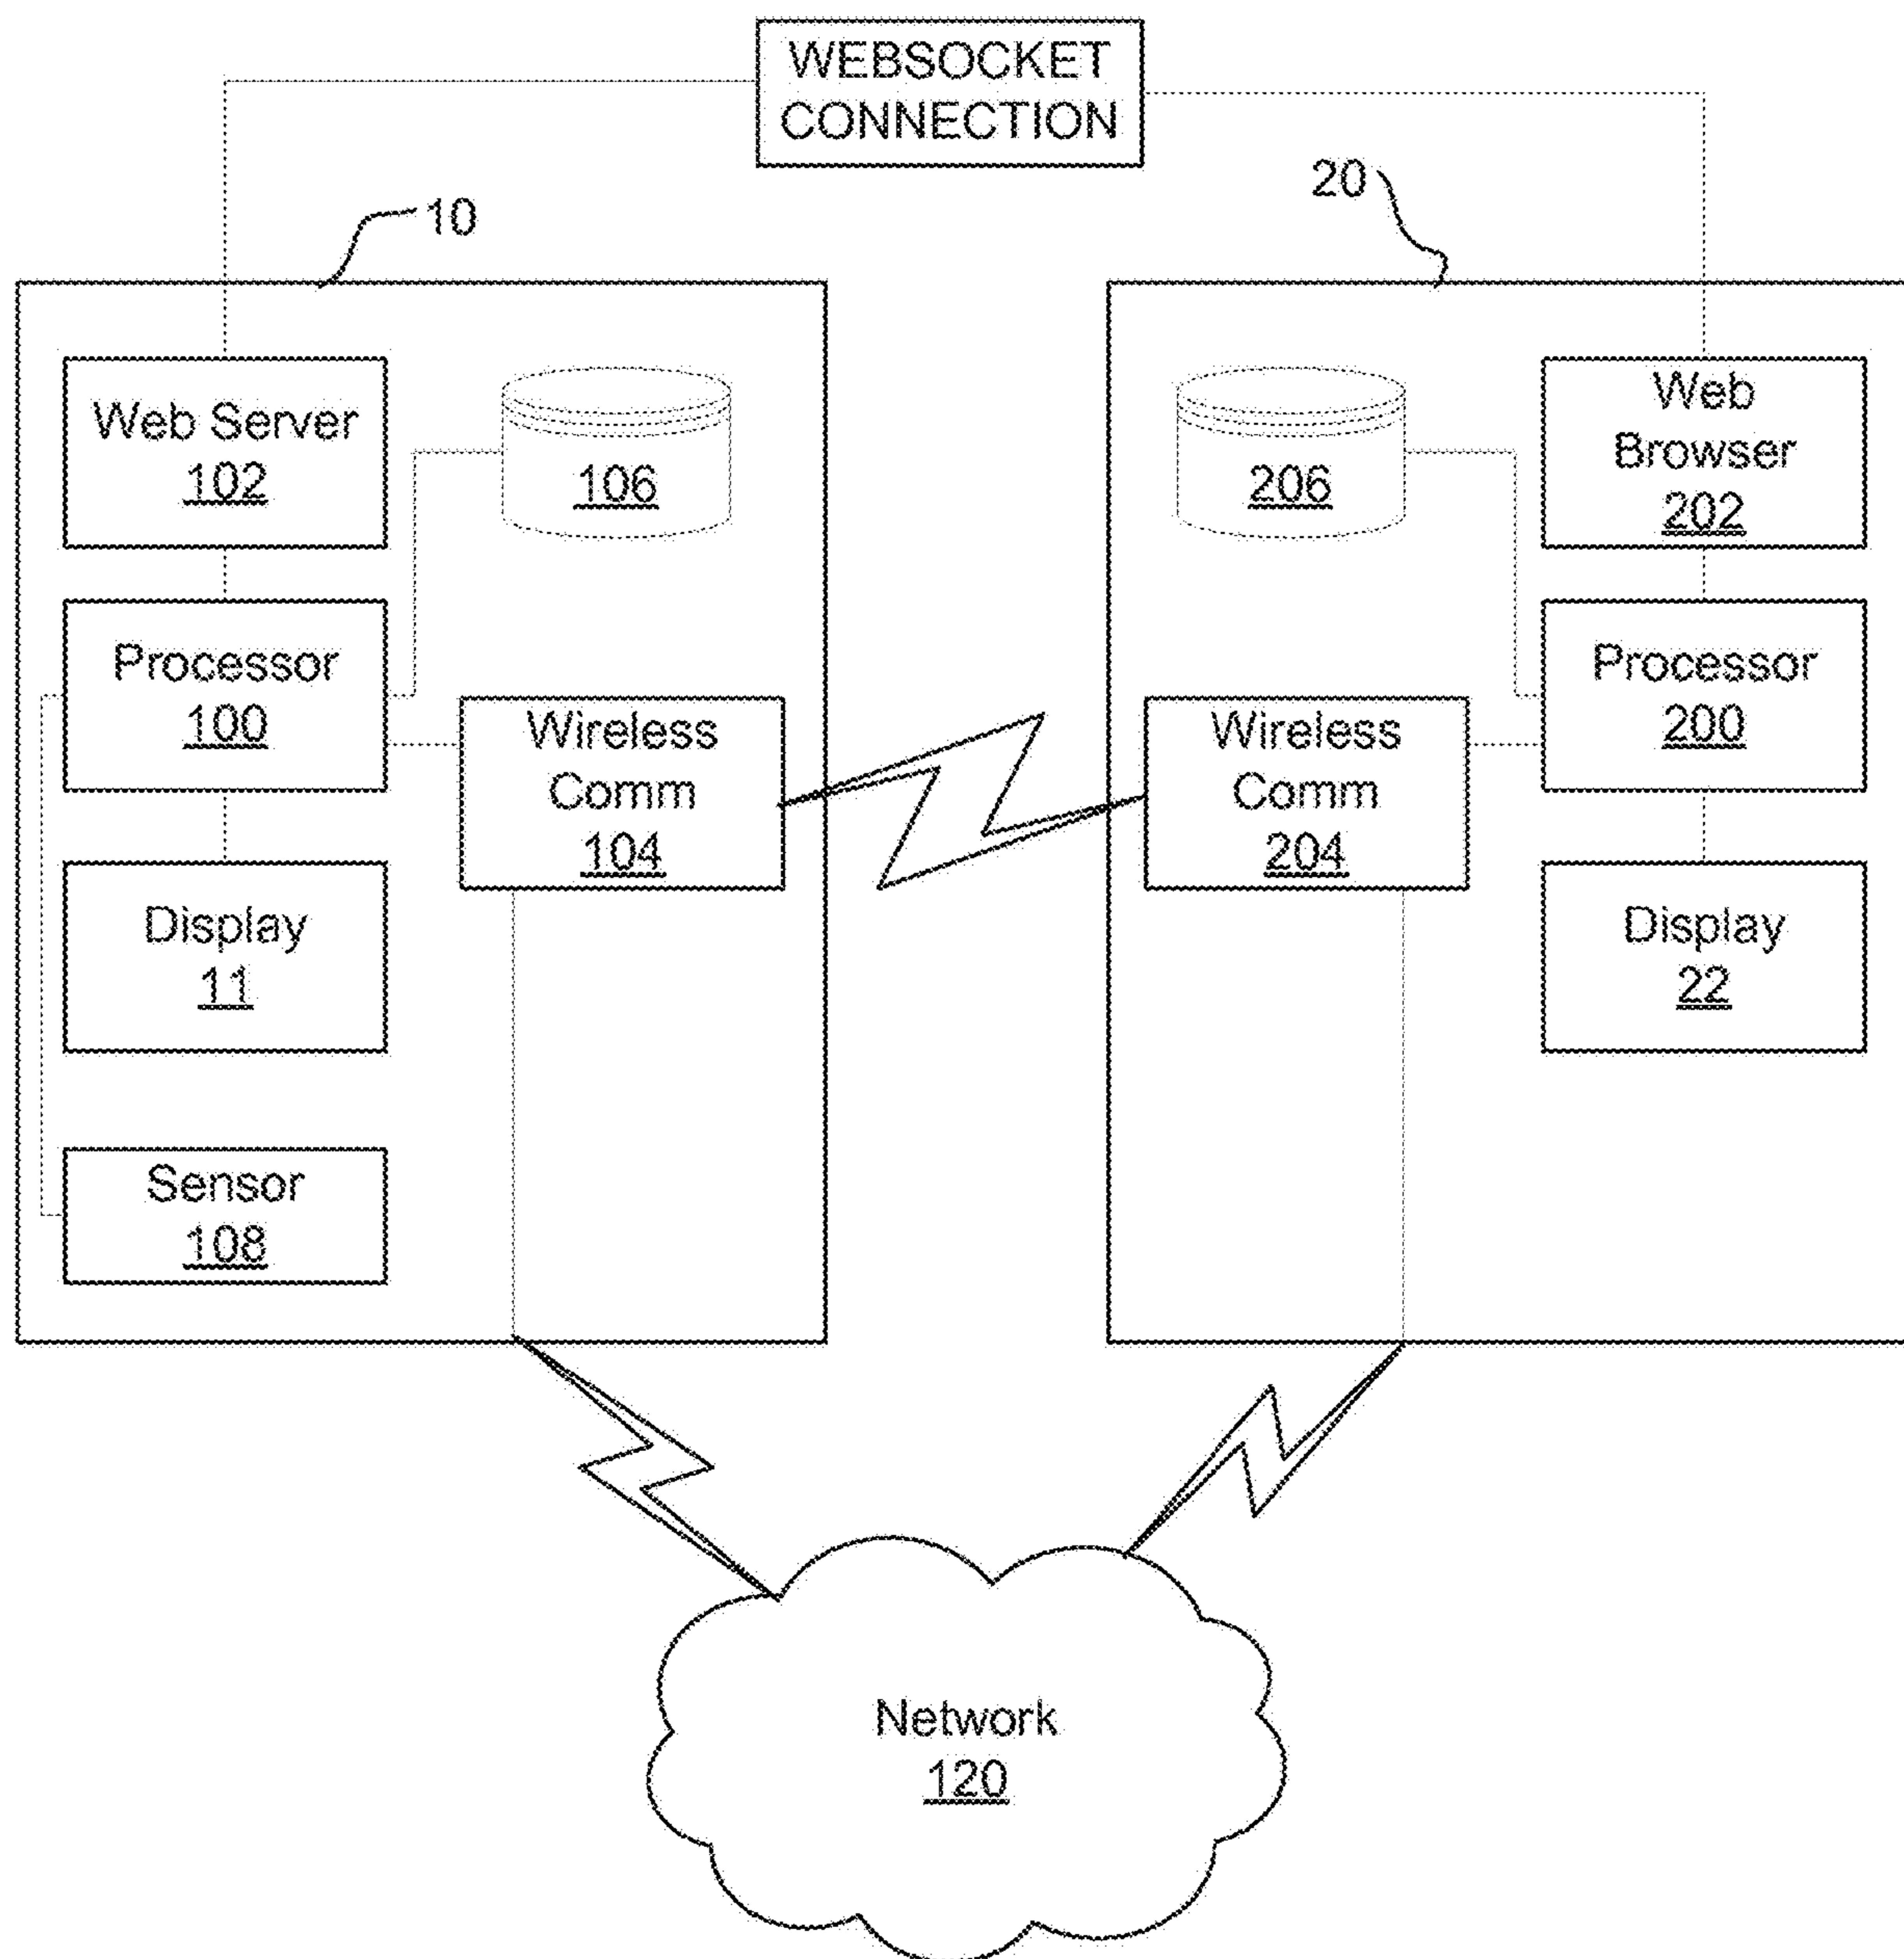 WEBSOCKET
CONNECTION
10
20
Web Server
102
106
Processor
100
Wireless
Comm
104
Display
11
Sensor
108
206
Web
Browser
202
Processor
200
Wireless
Comm
204
Display
22
Network
120